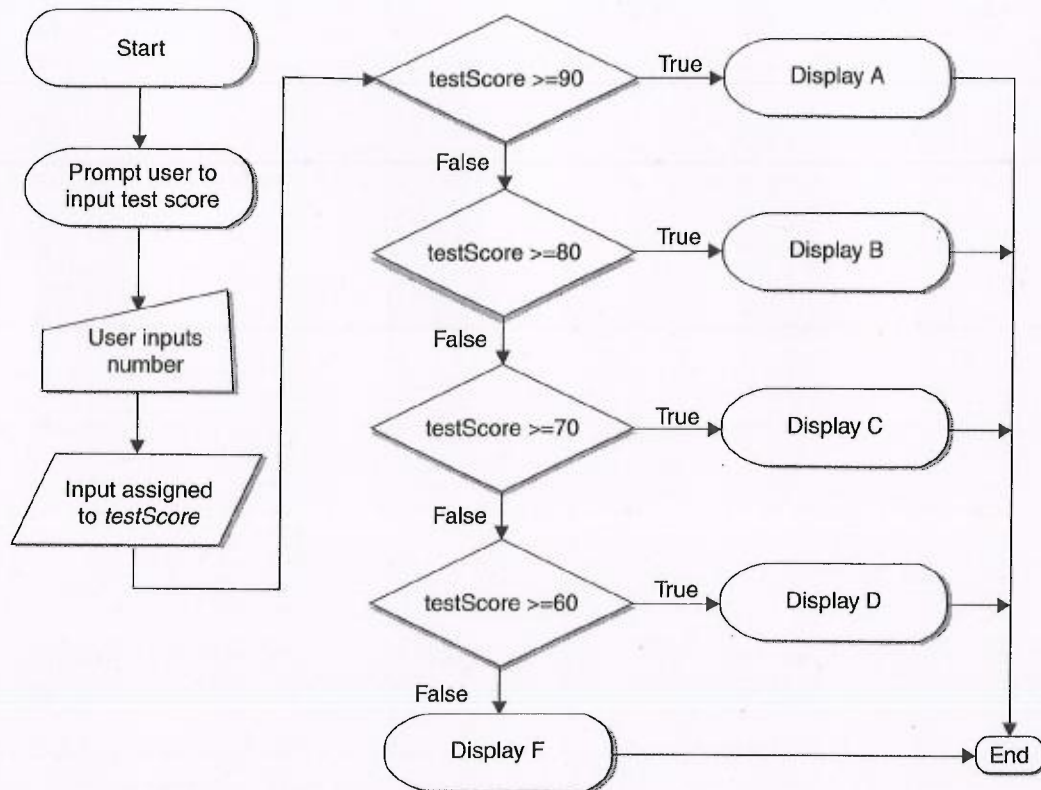 Start
Prompt user to
input test score
User inputs
number
Input assigned
to testScore
testScore >=90
True
Display A
False
testScore >=80
True
Display B
False
testScore >=70
True
Display C
False
testScore >=60
True
Display D
False
Display F
End